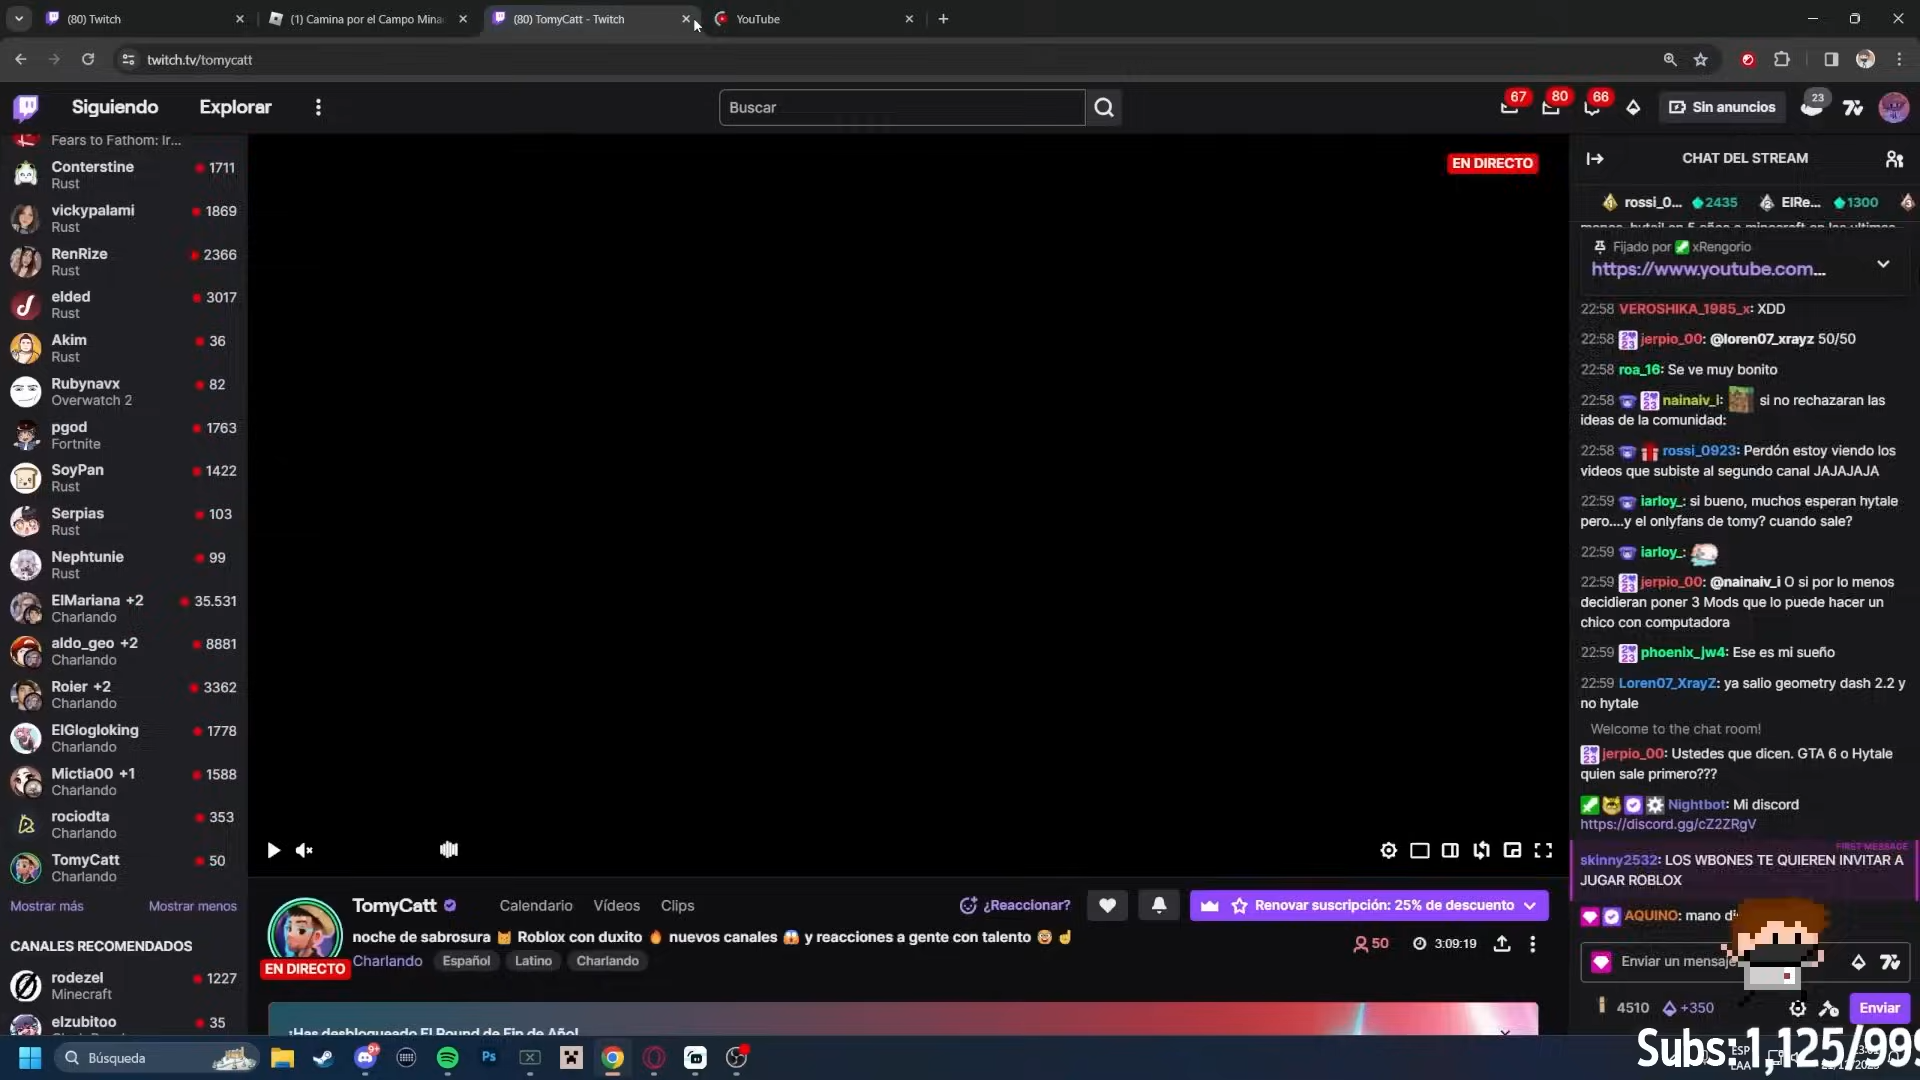 (80) Twitch
(1) Camina por el Campo Mina
(80) TomyCatt - Twitch
YouTube
twitch.tv/tomycatt
Siguiendo
Explorar
Buscar
67
80
66
Sin anuncios
23
Fears to Fathom: Ir...
Conterstine
1711
Rust
vickypalami
1869
Rust
RenRize
2366
Rust
elded
3017
Rust
Akim
36
Rust
Rubynavx
82
Overwatch 2
pgod
1763
Fortnite
SoyPan
1422
Rust
Serpias
103
Rust
Nephtunie
99
Rust
ElMariana +2
35.531
Charlando
aldo_geo +2
8881
Charlando
Roier +2
3362
Charlando
ElGlogloking
1778
Charlando
Mictia00 +1
1588
Charlando
rociodta
353
Charlando
TomyCatt
50
Charlando
Mostrar más
Mostrar menos
CANALES RECOMENDADOS
rodezel
1227
Minecraft
elzubitoo
35
EN DIRECTO
TomyCatt
Calendario
Vídeos
Clips
¿Reaccionar?
Renovar suscripción: 25% de descuento
noche de sabrosura 😸 Roblox con duxito 🔥 nuevos canales 😱 y reacciones a gente con talento 🤓 ☝
EN DIRECTO
Charlando
Español
Latino
Charlando
50
3:09:19
¡Has desbloqueado El Round de Fin de Año!
CHAT DEL STREAM
rossi_0...
2435
ElRe...
1300
Fijado por xRengorio
https://www.youtube.com...
22:58 VEROSHIKA_1985_x: XDD
22:58 jerpio_00: @loren07_xrayz 50/50
22:58 roa_16: Se ve muy bonito
22:58 nainaiv_i: si no rechazaran las
ideas de la comunidad:
22:58 rossi_0923: Perdón estoy viendo los
videos que subiste al segundo canal JAJAJAJA
22:59 iarloy_: si bueno, muchos esperan hytale
pero....y el onlyfans de tomy? cuando sale?
22:59 iarloy_:
22:59 jerpio_00: @nainaiv_i O si por lo menos
decidieran poner 3 Mods que lo puede hacer un
chico con computadora
22:59 phoenix_jw4: Ese es mi sueño
22:59 Loren07_XrayZ: ya salio geometry dash 2.2 y
no hytale
Welcome to the chat room!
jerpio_00: Ustedes que dicen. GTA 6 o Hytale
quien sale primero???
Nightbot: Mi discord
https://discord.gg/cZ2ZRgV
FIRST MESSAGE
skinny2532: LOS WBONES TE QUIEREN INVITAR A
JUGAR ROBLOX
AQUINO: mano
Enviar un mensaje
4510
+350
Enviar
Búsqueda
9+
Ps
ESP
LAA
Subs:1,125/999